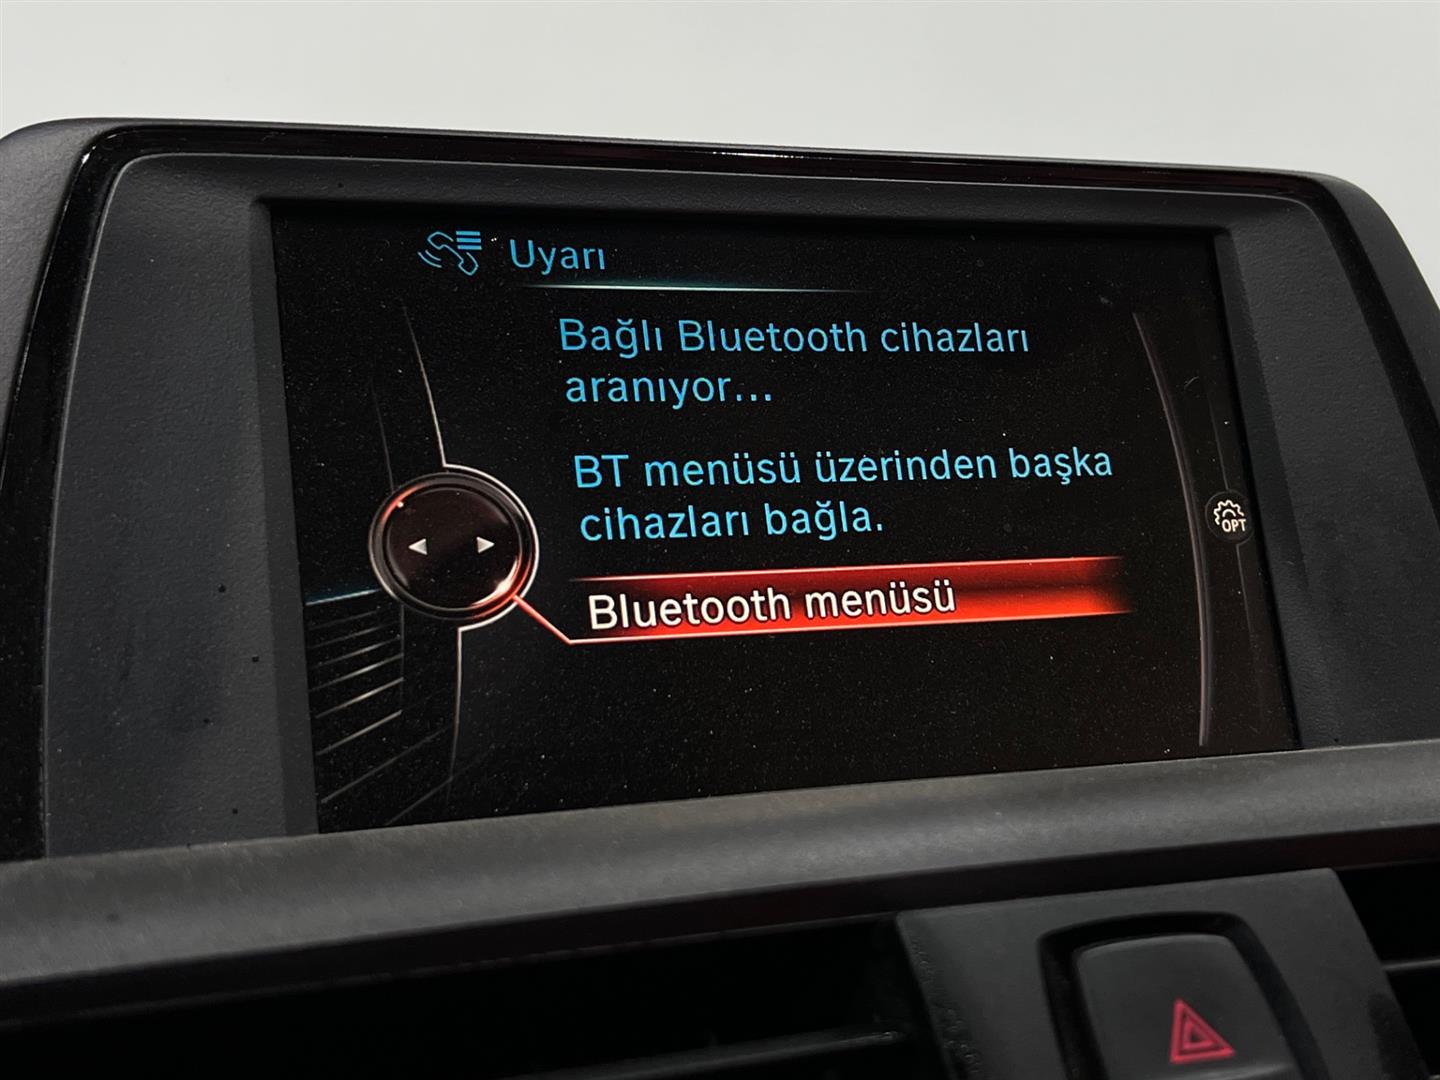 Uyarı
Bağlı Bluetooth cihazları
aranıyor...
BT menüsü üzerinden başka
cihazları bağla.
OPT
Bluetooth menüsü